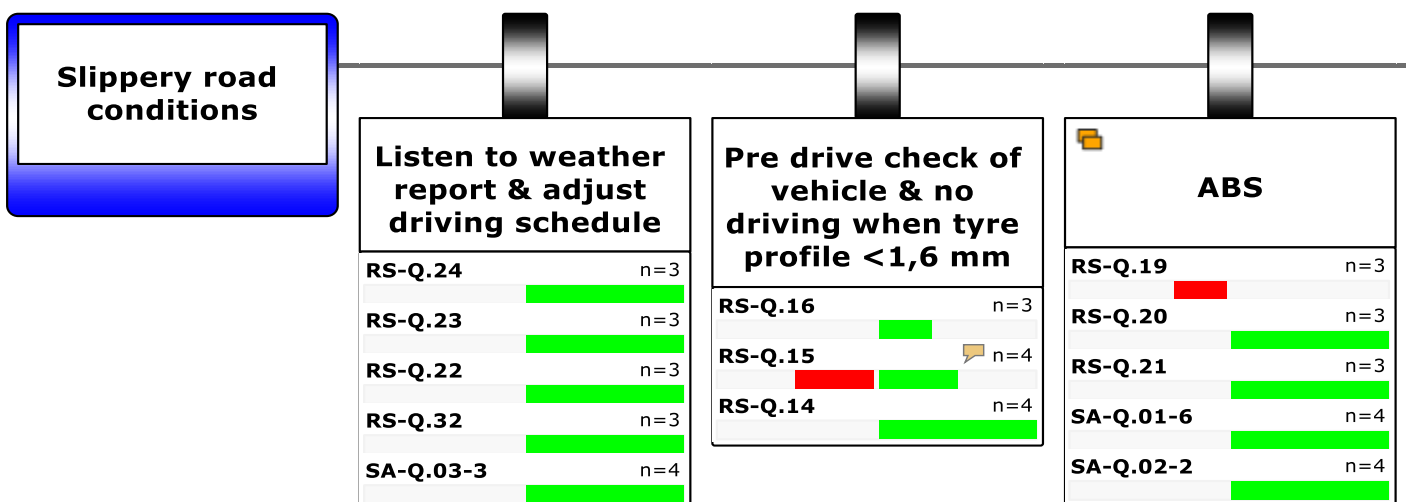 Slippery road
conditions
Listen to weather
report & adjust
driving schedule
RS-Q.24 n=3
RS-Q.23 n=3
RS-Q.22 n=3
RS-Q.32 n=3
SA-Q.03-3 n=4
Pre drive check of
vehicle & no
driving when tyre
profile <1,6 mm
RS-Q.16 n=3
RS-Q.15 n=4
RS-Q.14 n=4
ABS
RS-Q.19 n=3
RS-Q.20 n=3
RS-Q.21 n=3
SA-Q.01-6 n=4
SA-Q.02-2 n=4